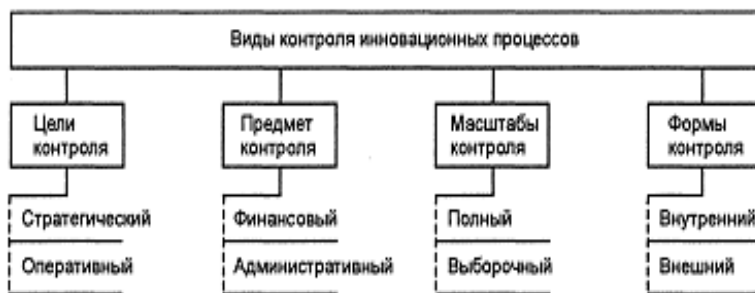 Виды контроля инновационных процессов
Цели
контроля
Предмет
контроля
Масштабы
контроля
Формы
контроля
Стратегический
Финансовый
Полный
Внутренний
Оперативный
Административный
Выборочный
Внешний